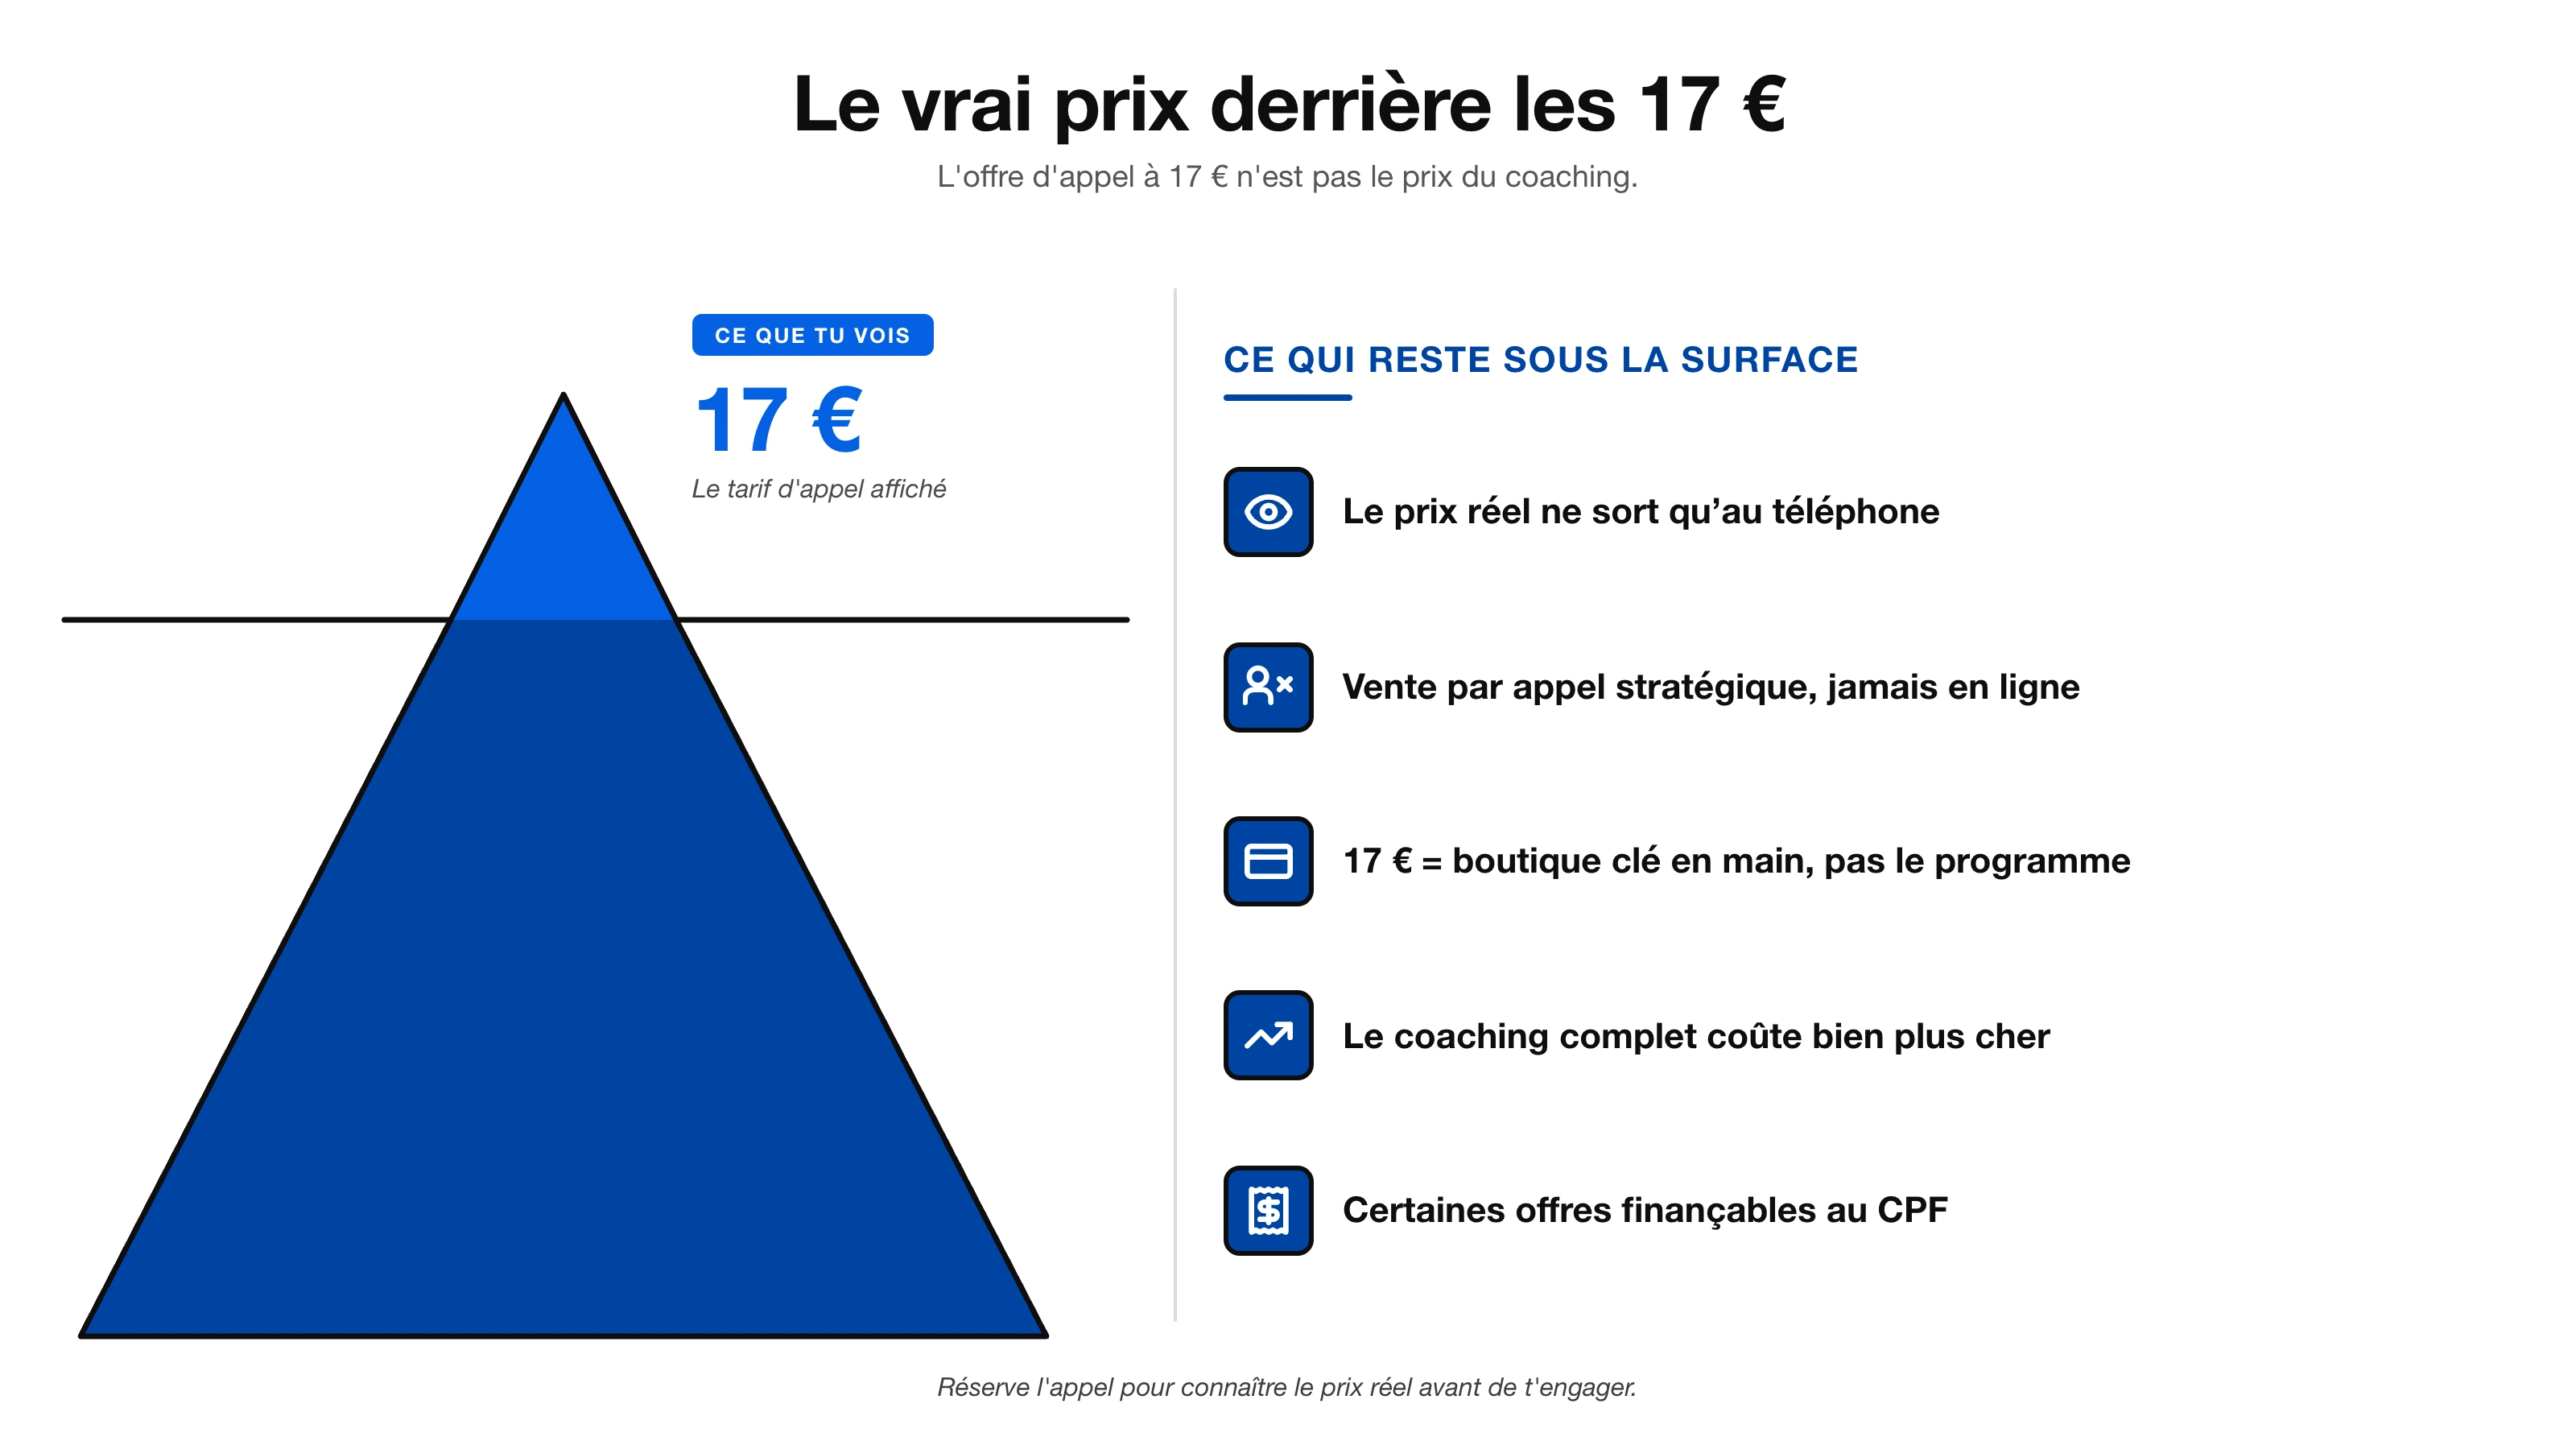 Le vrai prix derrière les 17 €
L'offre d'appel à 17 € n'est pas le prix du coaching.
CE QUE TU VOIS
17 €
Le tarif d'appel affiché
CE QUI RESTE SOUS LA SURFACE
Le prix réel ne sort qu’au téléphone
Vente par appel stratégique, jamais en ligne
17 € = boutique clé en main, pas le programme
Le coaching complet coûte bien plus cher
Certaines offres finançables au CPF
Réserve l'appel pour connaître le prix réel avant de t'engager.